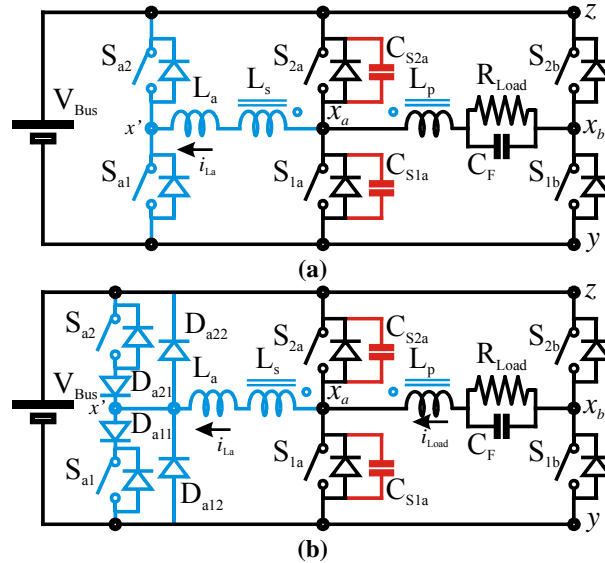 z
S2a
CS2a
S2b
Sa2
La
Ls
Lp
RLoad
VBus
x'
xa
xb
iLa
CF
Sa1
S1a
CS1a
S1b
y
(a)
z
Sa2
Da22
S2a
CS2a
S2b
La
Ls
Lp
RLoad
VBus
Da21
x'
xa
xb
Da11
iLa
iLoad
CF
Sa1
Da12
S1a
CS1a
S1b
y
(b)